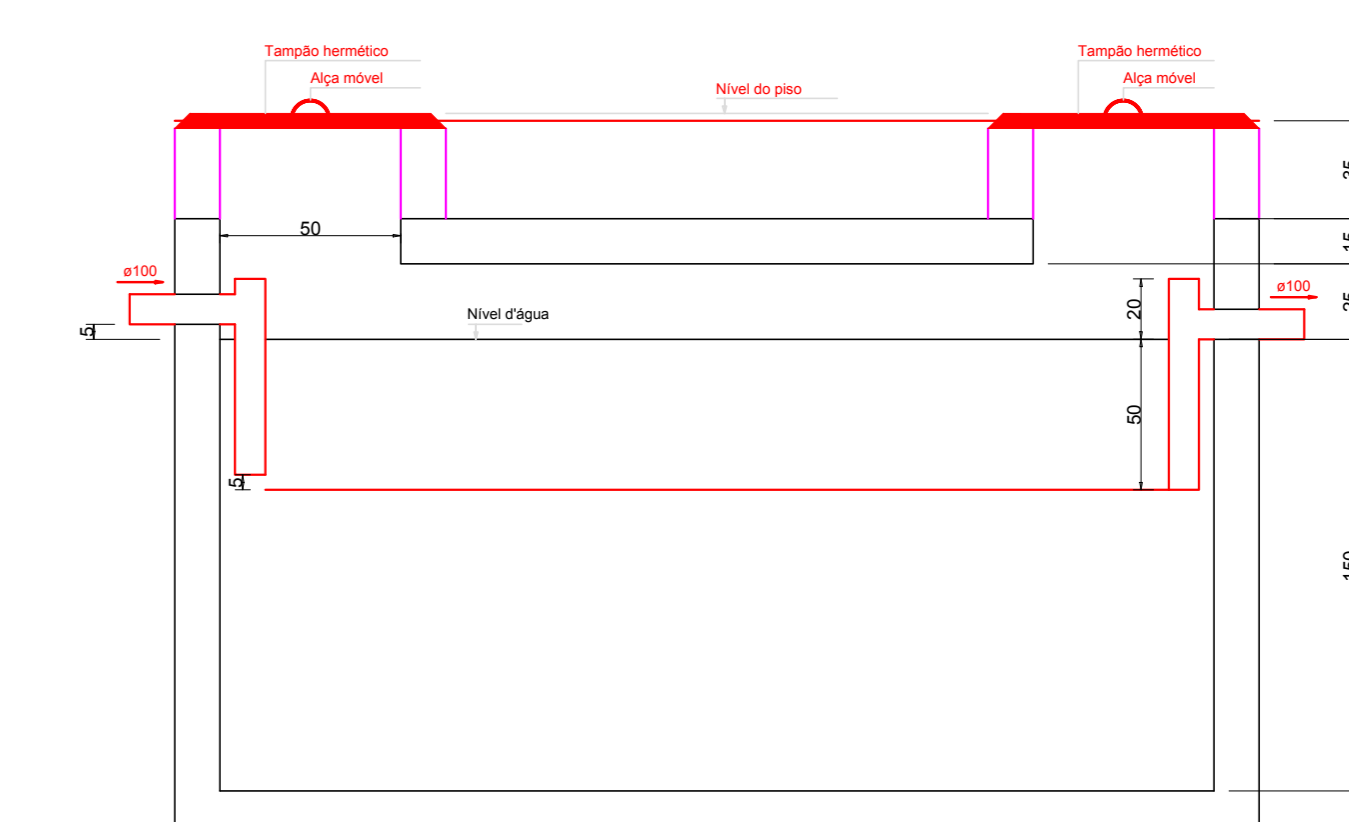 Tampão hermético
Tampão hermético
Alça móvel
Alça móvel
Nível do piso
50
ø100
ø100
20
Nível d'água
5
50
5